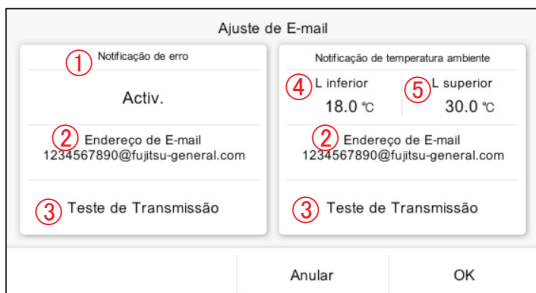 Ajuste de E-mail
① Notificação de erro
Activ.
② Endereço de E-mail
1234567890@fujitsu-general.com
③ Teste de Transmissão
Notificação de temperatura ambiente
④ L inferior
18.0 °C
⑤ L superior
30.0 °C
② Endereço de E-mail
1234567890@fujitsu-general.com
③ Teste de Transmissão
Anular
OK